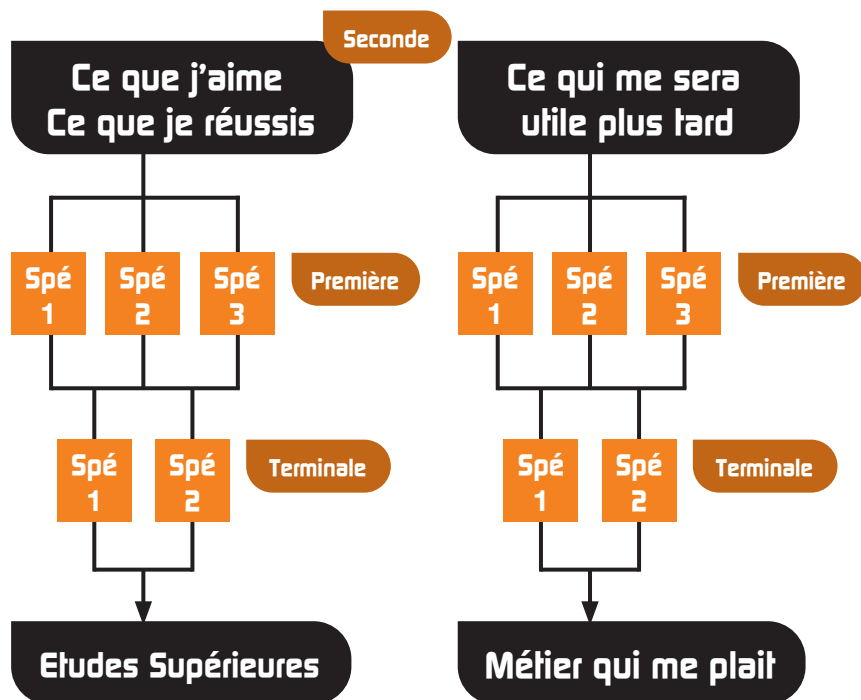 Seconde
Ce que j'aime
Ce que je réussis
Ce qui me sera
utile plus tard
Spé
1
Spé
2
Spé
3
Première
Spé
1
Spé
2
Spé
3
Première
Spé
1
Spé
2
Terminale
Spé
1
Spé
2
Terminale
Etudes Supérieures
Métier qui me plait